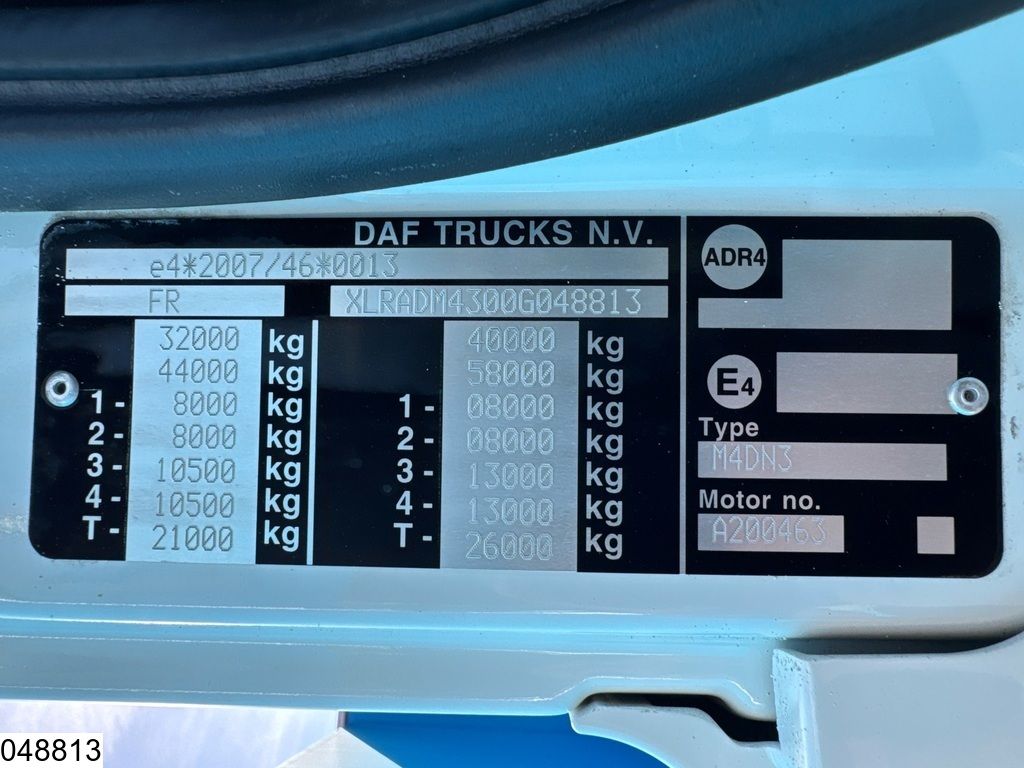 DAF TRUCKS N.V.
e4*2007/46*0013
FR XLRADM4300G048813
32000 kg 40000 kg
44000 kg 58000 kg
1- 8000 kg 1- 08000 kg
2- 8000 kg 2- 08000 kg
3- 10500 kg 3- 13000 kg
4- 10500 kg 4- 13000 kg
T- 21000 kg T- 26000 kg
ADR4
E4
Type
M4DN3
Motor no.
A200463
048813